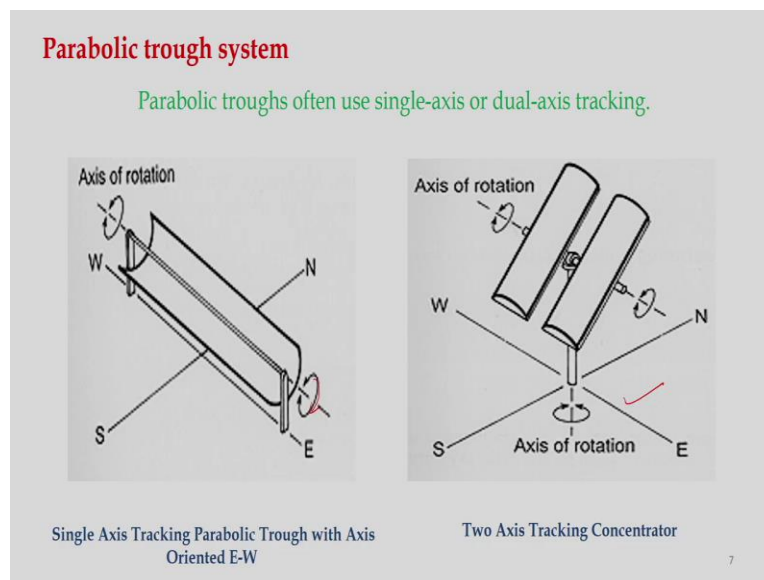 Parabolic trough system
Parabolic troughs often use single-axis or dual-axis tracking.
Axis of rotation
W
N
S
E
Axis of rotation
W
N
S
Axis of rotation
E
Single Axis Tracking Parabolic Trough with Axis
Oriented E-W
Two Axis Tracking Concentrator
7